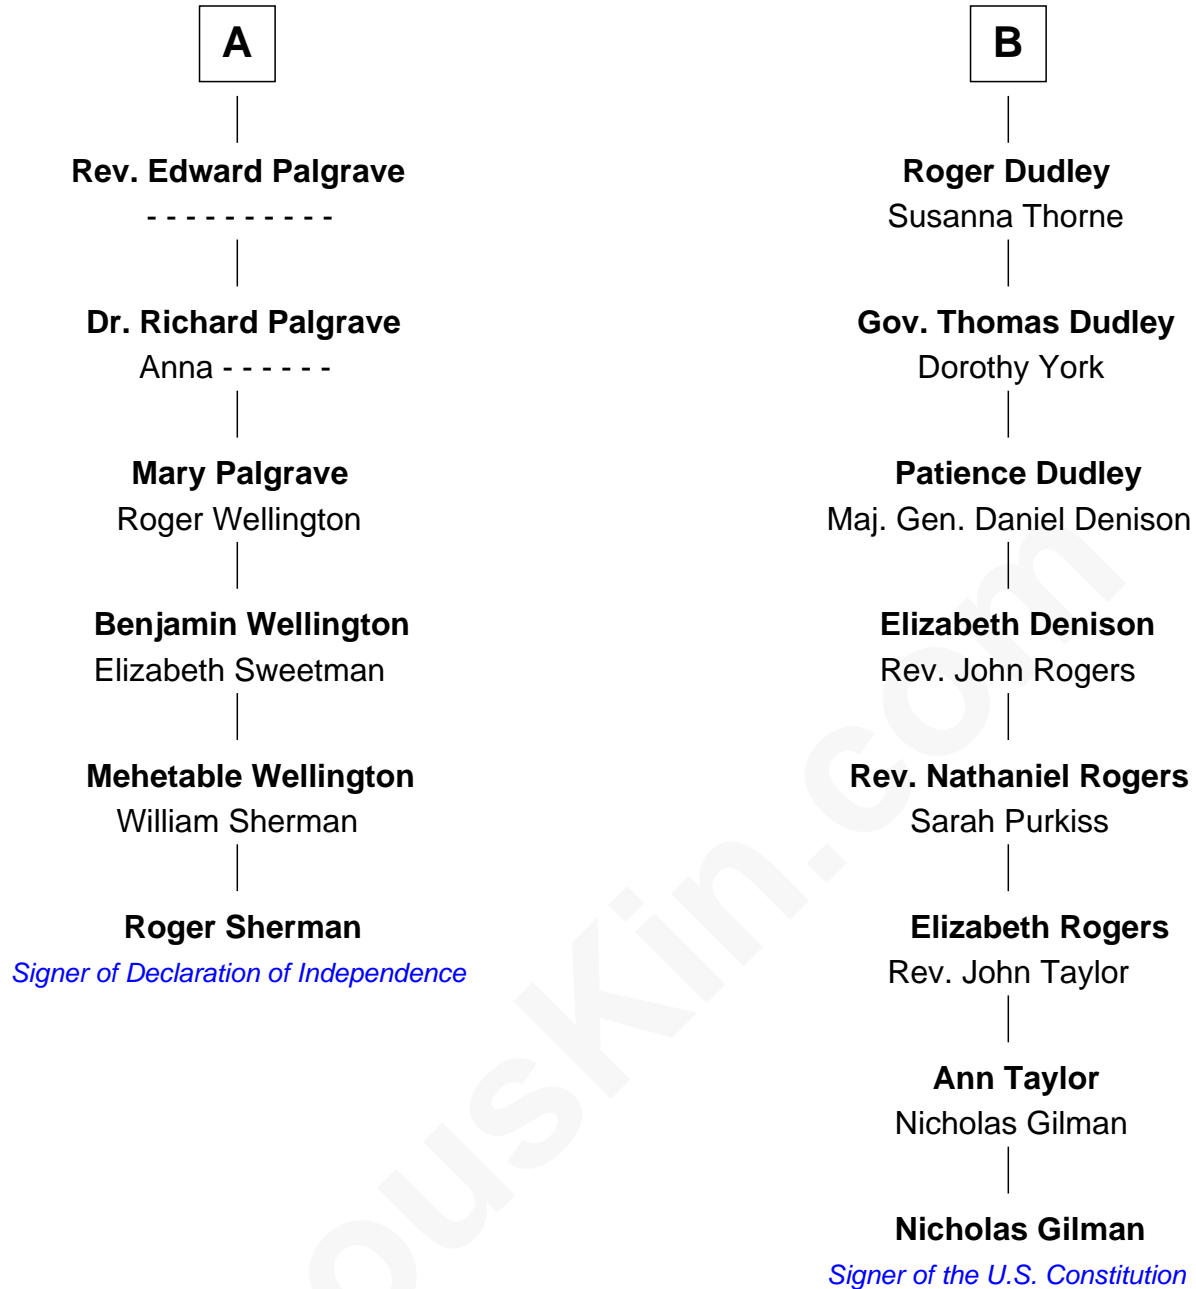 A
Rev. Edward Palgrave
- - - - - - - - - -
Dr. Richard Palgrave
Anna - - - - - -
Mary Palgrave
Roger Wellington
Benjamin Wellington
Elizabeth Sweetman
Mehetable Wellington
William Sherman
Roger Sherman
Signer of Declaration of Independence
B
Roger Dudley
Susanna Thorne
Gov. Thomas Dudley
Dorothy York
Patience Dudley
Maj. Gen. Daniel Denison
Elizabeth Denison
Rev. John Rogers
Rev. Nathaniel Rogers
Sarah Purkiss
Elizabeth Rogers
Rev. John Taylor
Ann Taylor
Nicholas Gilman
Nicholas Gilman
Signer of the U.S. Constitution
ousKin.com